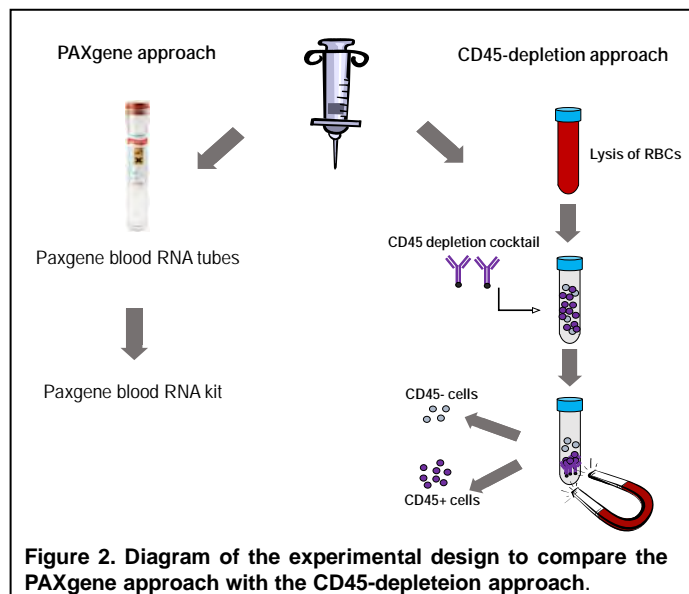 PAXgene approach
CD45-depletion approach
Lysis of RBCs
CD45 depletion cocktail
Paxgene blood RNA tubes
Paxgene blood RNA kit
CD45- cells
CD45+ cells
Figure 2. Diagram of the experimental design to compare the
PAXgene approach with the CD45-depleteion approach.